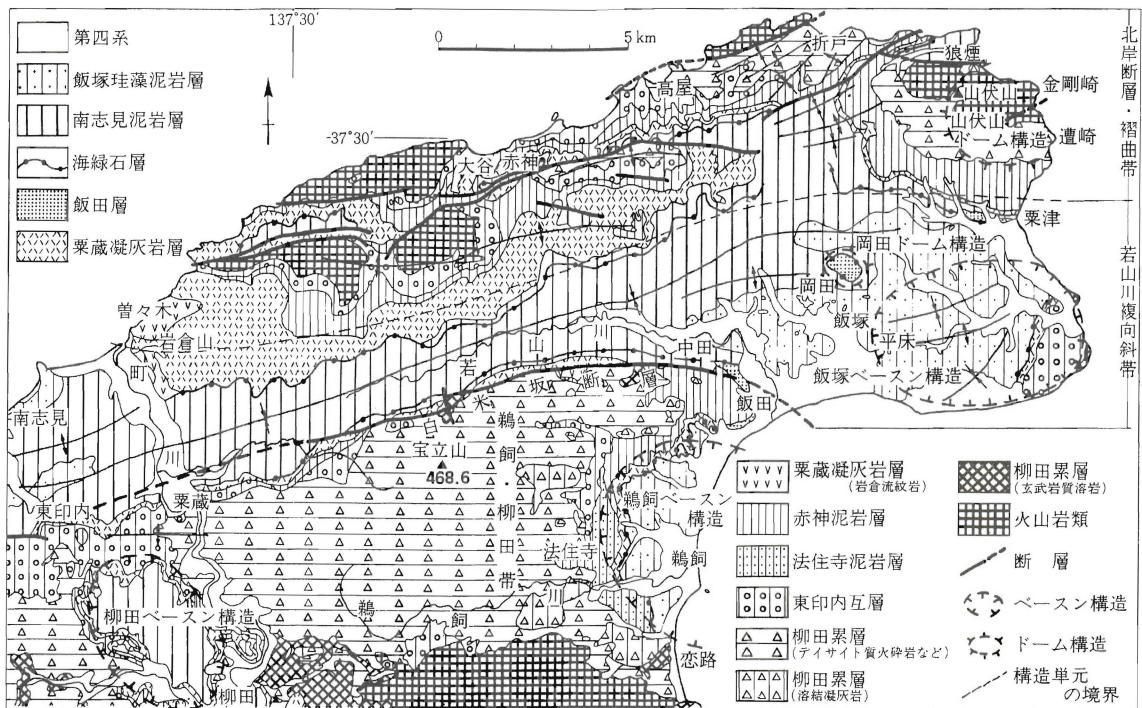 137°30′
0 5 km
-37°30′
第四系
飯塚珪藻泥岩層
南志見泥岩層
海緑石層
飯田層
粟蔵凝灰岩層
折戸
狼煙
高屋
山伏山
金剛崎
山伏山
ドーム構造
遭崎
大谷
赤神
粟津
岡田ドーム構造
岡田
飯塚
平床
飯塚ベースン構造
曽々木
岩倉山
町
川
南志見
若
山
川
中田
飯田
白
米
坂
断
層
宝立山
468.6
鵜飼・柳田帯
東印内
粟蔵
鵜飼ベースン
構造
法住寺
鵜飼
鵜
飼
川
恋路
柳田ベースン構造
柳田
北岸断層・褶曲帯
若山川複向斜帯
粟蔵凝灰岩層
(岩倉流紋岩)
赤神泥岩層
法住寺泥岩層
東印内互層
柳田累層
(デイサイト質火砕岩など)
柳田累層
(溶結凝灰岩)
柳田累層
(玄武岩質溶岩)
火山岩類
断 層
ベースン構造
ドーム構造
構造単元
の境界